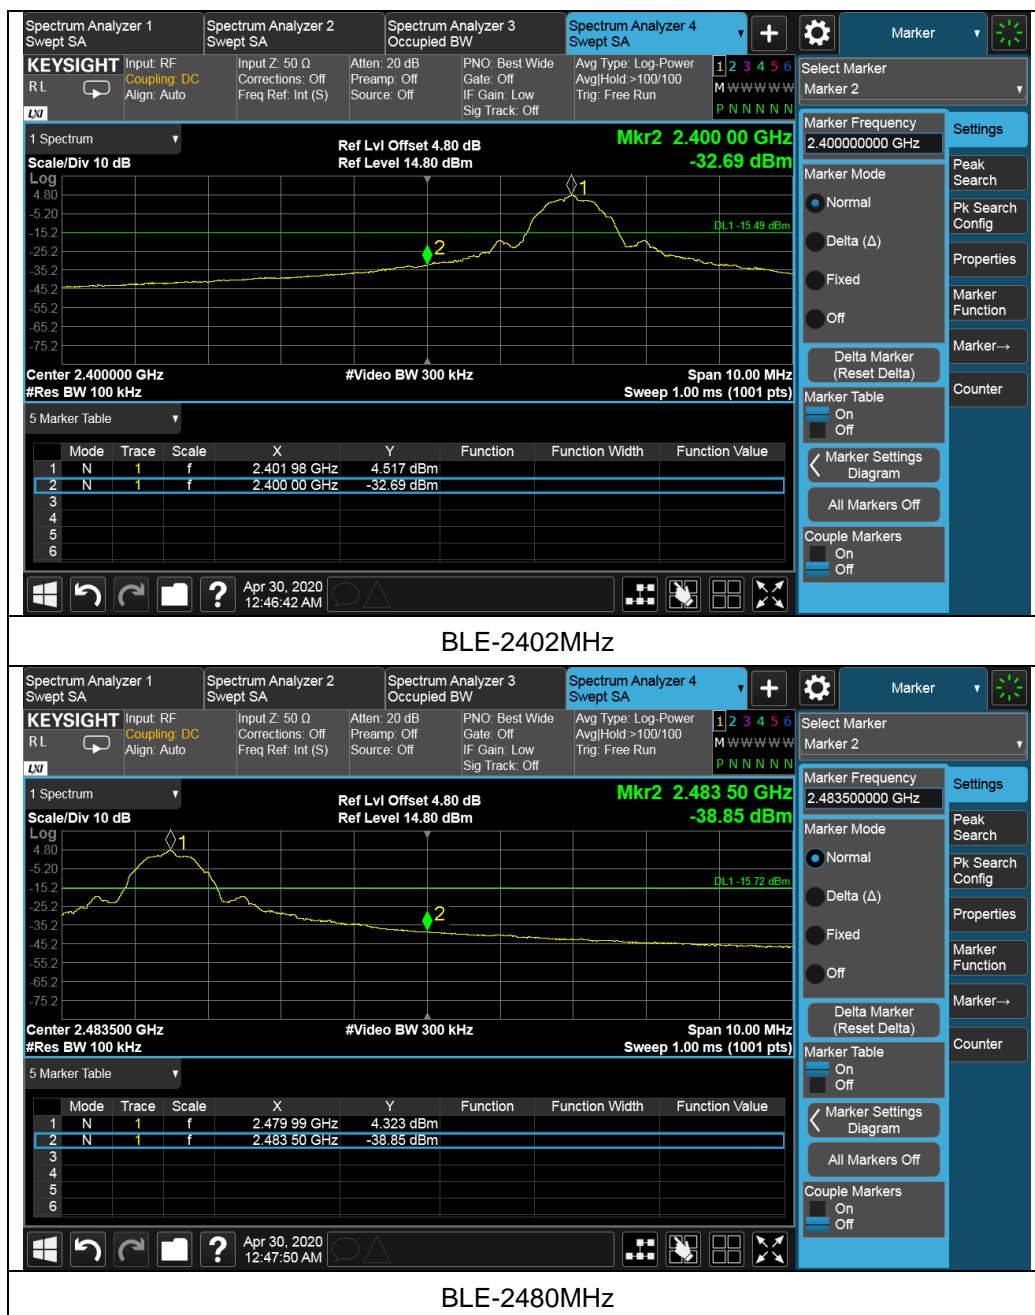 Spectrum Analyzer 1 Spectrum Analyzer 2 Spectrum Analyzer 3 Spectrum Analyzer 4 Marker
Swept SA Swept SA Occupied BW Swept SA
KEYSIGHT Input: RF Input Z: 50 Ω Atten: 20 dB PNO: Best Wide Avg Type: Log-Power 1 2 3 4 5 6 Select Marker
RL Coupling: DC Corrections: Off Preamp: Off Gate: Off Avg|Hold:>100/100 M W W W W W Marker 2
Align: Auto Freq Ref: Int (S) Source: Off IF Gain: Low Trig: Free Run
LXI Sig Track: Off P N N N N N
1 Spectrum Ref Lvl Offset 4.80 dB Mkr2 2.400 00 GHz
Scale/Div 10 dB Ref Level 14.80 dBm -32.69 dBm
Log
4.80
-5.20
-15.2
-25.2
-35.2
-45.2
-55.2
-65.2
-75.2
1
DL1 -15.49 dBm
2
Center 2.400000 GHz #Video BW 300 kHz Span 10.00 MHz
#Res BW 100 kHz Sweep 1.00 ms (1001 pts)
Marker Frequency
2.400000000 GHz
Marker Mode
Normal
Delta (Δ)
Fixed
Off
Delta Marker
(Reset Delta)
Marker Table
On
Off
Marker Settings
Diagram
All Markers Off
Couple Markers
On
Off
Settings
Peak
Search
Pk Search
Config
Properties
Marker
Function
Marker→
Counter
5 Marker Table
Mode Trace Scale X Y Function Function Width Function Value
1 N 1 f 2.401 98 GHz 4.517 dBm
2 N 1 f 2.400 00 GHz -32.69 dBm
3
4
5
6
? Apr 30, 2020
12:46:42 AM
BLE-2402MHz
Spectrum Analyzer 1 Spectrum Analyzer 2 Spectrum Analyzer 3 Spectrum Analyzer 4 Marker
Swept SA Swept SA Occupied BW Swept SA
KEYSIGHT Input: RF Input Z: 50 Ω Atten: 20 dB PNO: Best Wide Avg Type: Log-Power 1 2 3 4 5 6 Select Marker
RL Coupling: DC Corrections: Off Preamp: Off Gate: Off Avg|Hold:>100/100 M W W W W W Marker 2
Align: Auto Freq Ref: Int (S) Source: Off IF Gain: Low Trig: Free Run
LXI Sig Track: Off P N N N N N
1 Spectrum Ref Lvl Offset 4.80 dB Mkr2 2.483 50 GHz
Scale/Div 10 dB Ref Level 14.80 dBm -38.85 dBm
Log
4.80
-5.20
-15.2
-25.2
-35.2
-45.2
-55.2
-65.2
-75.2
1
DL1 -15.72 dBm
2
Center 2.483500 GHz #Video BW 300 kHz Span 10.00 MHz
#Res BW 100 kHz Sweep 1.00 ms (1001 pts)
Marker Frequency
2.483500000 GHz
Marker Mode
Normal
Delta (Δ)
Fixed
Off
Delta Marker
(Reset Delta)
Marker Table
On
Off
Marker Settings
Diagram
All Markers Off
Couple Markers
On
Off
Settings
Peak
Search
Pk Search
Config
Properties
Marker
Function
Marker→
Counter
5 Marker Table
Mode Trace Scale X Y Function Function Width Function Value
1 N 1 f 2.479 99 GHz 4.323 dBm
2 N 1 f 2.483 50 GHz -38.85 dBm
3
4
5
6
? Apr 30, 2020
12:47:50 AM
BLE-2480MHz